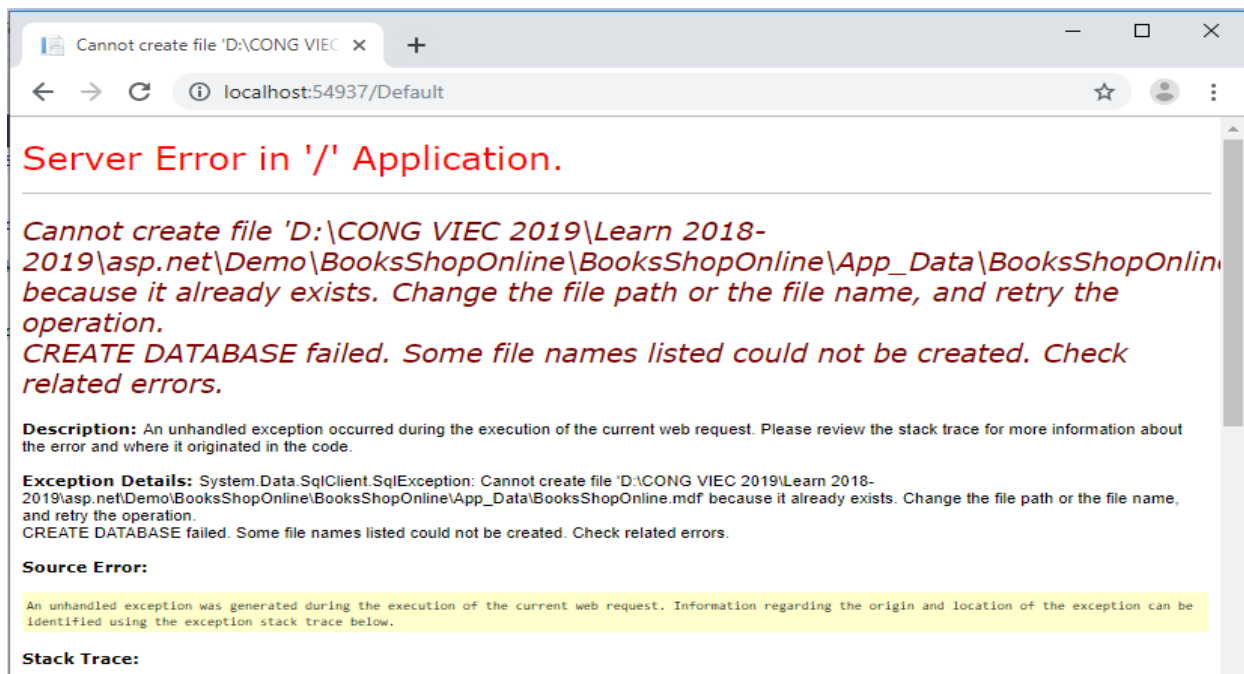 Cannot create file 'D:\CONG VIEC
localhost:54937/Default
Server Error in '/' Application.
Cannot create file 'D:\CONG VIEC 2019\Learn 2018-
2019\asp.net\Demo\BooksShopOnline\BooksShopOnline\App_Data\BooksShopOnlin
because it already exists. Change the file path or the file name, and retry the
operation.
CREATE DATABASE failed. Some file names listed could not be created. Check
related errors.
Description: An unhandled exception occurred during the execution of the current web request. Please review the stack trace for more information about
the error and where it originated in the code.
Exception Details: System.Data.SqlClient.SqlException: Cannot create file 'D:\CONG VIEC 2019\Learn 2018-
2019\asp.net\Demo\BooksShopOnline\BooksShopOnline\App_Data\BooksShopOnline.mdf' because it already exists. Change the file path or the file name,
and retry the operation.
CREATE DATABASE failed. Some file names listed could not be created. Check related errors.
Source Error:
An unhandled exception was generated during the execution of the current web request. Information regarding the origin and location of the exception can be
identified using the exception stack trace below.
Stack Trace: